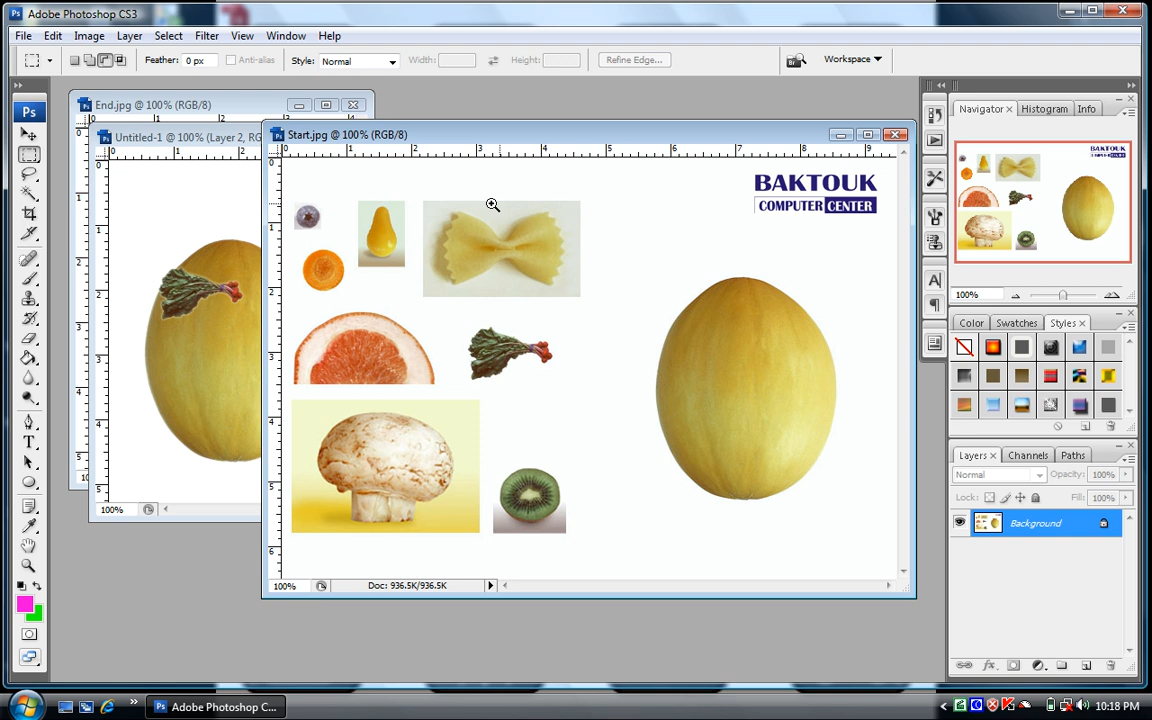 Adobe Photoshop CS3
File Edit Image Layer Select Filter View Window Help
Feather: 0 px Anti-alias Style: Normal Width: Height: Refine Edge... Workspace
End.jpg @ 100% (RGB/8)
Untitled-1 @ 100% (Layer 2, RG
Start.jpg @ 100% (RGB/8)
BAKTOUK
COMPUTER CENTER
100%
100% Doc: 936.5K/936.5K
Navigator Histogram Info
BAKTOUK
100%
Color Swatches Styles
Layers Channels Paths
Normal Opacity: 100%
Lock: Fill: 100%
Background
Adobe Photoshop C...
10:18 PM